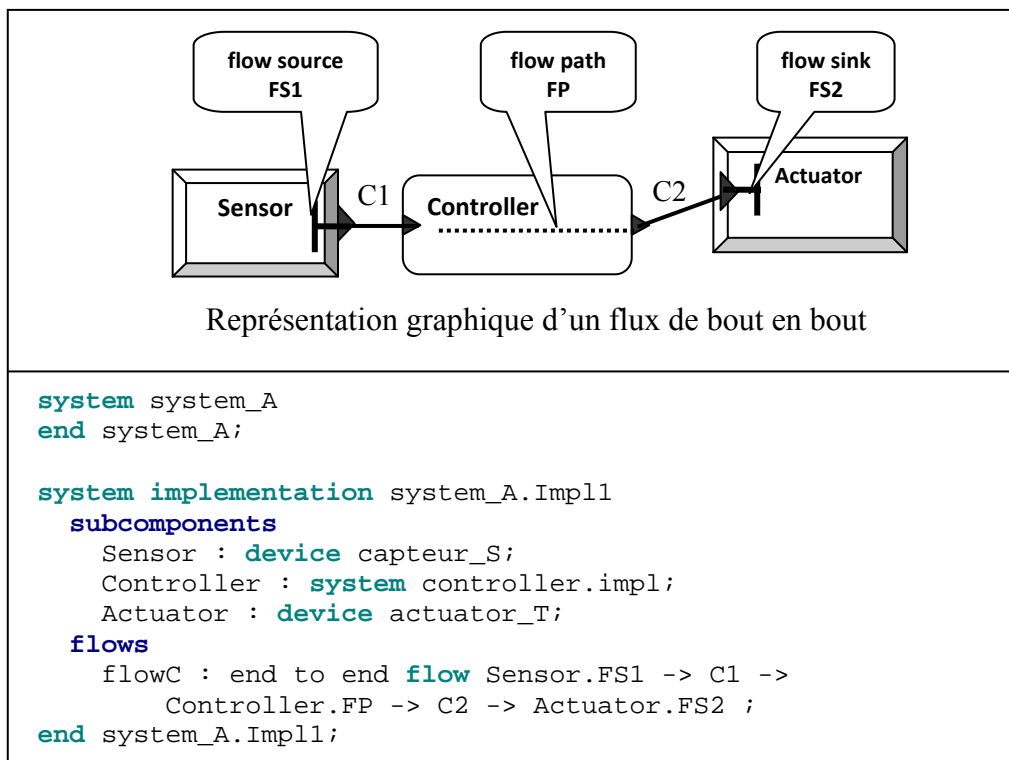 flow source
FS1
flow path
FP
flow sink
FS2
Sensor
C1
Controller
C2
Actuator
Représentation graphique d’un flux de bout en bout
system system_A
end system_A;
system implementation system_A.Impl1
subcomponents
Sensor : device capteur_S;
Controller : system controller.impl;
Actuator : device actuator_T;
flows
flowC : end to end flow Sensor.FS1 -> C1 ->
Controller.FP -> C2 -> Actuator.FS2 ;
end system_A.Impl1;